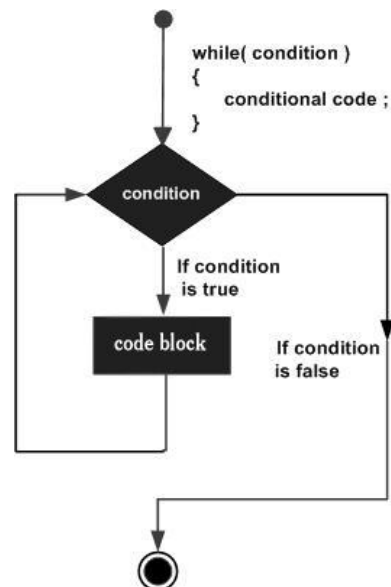 while( condition )
{
conditional code ;
}
condition
If condition
is true
code block
If condition
is false